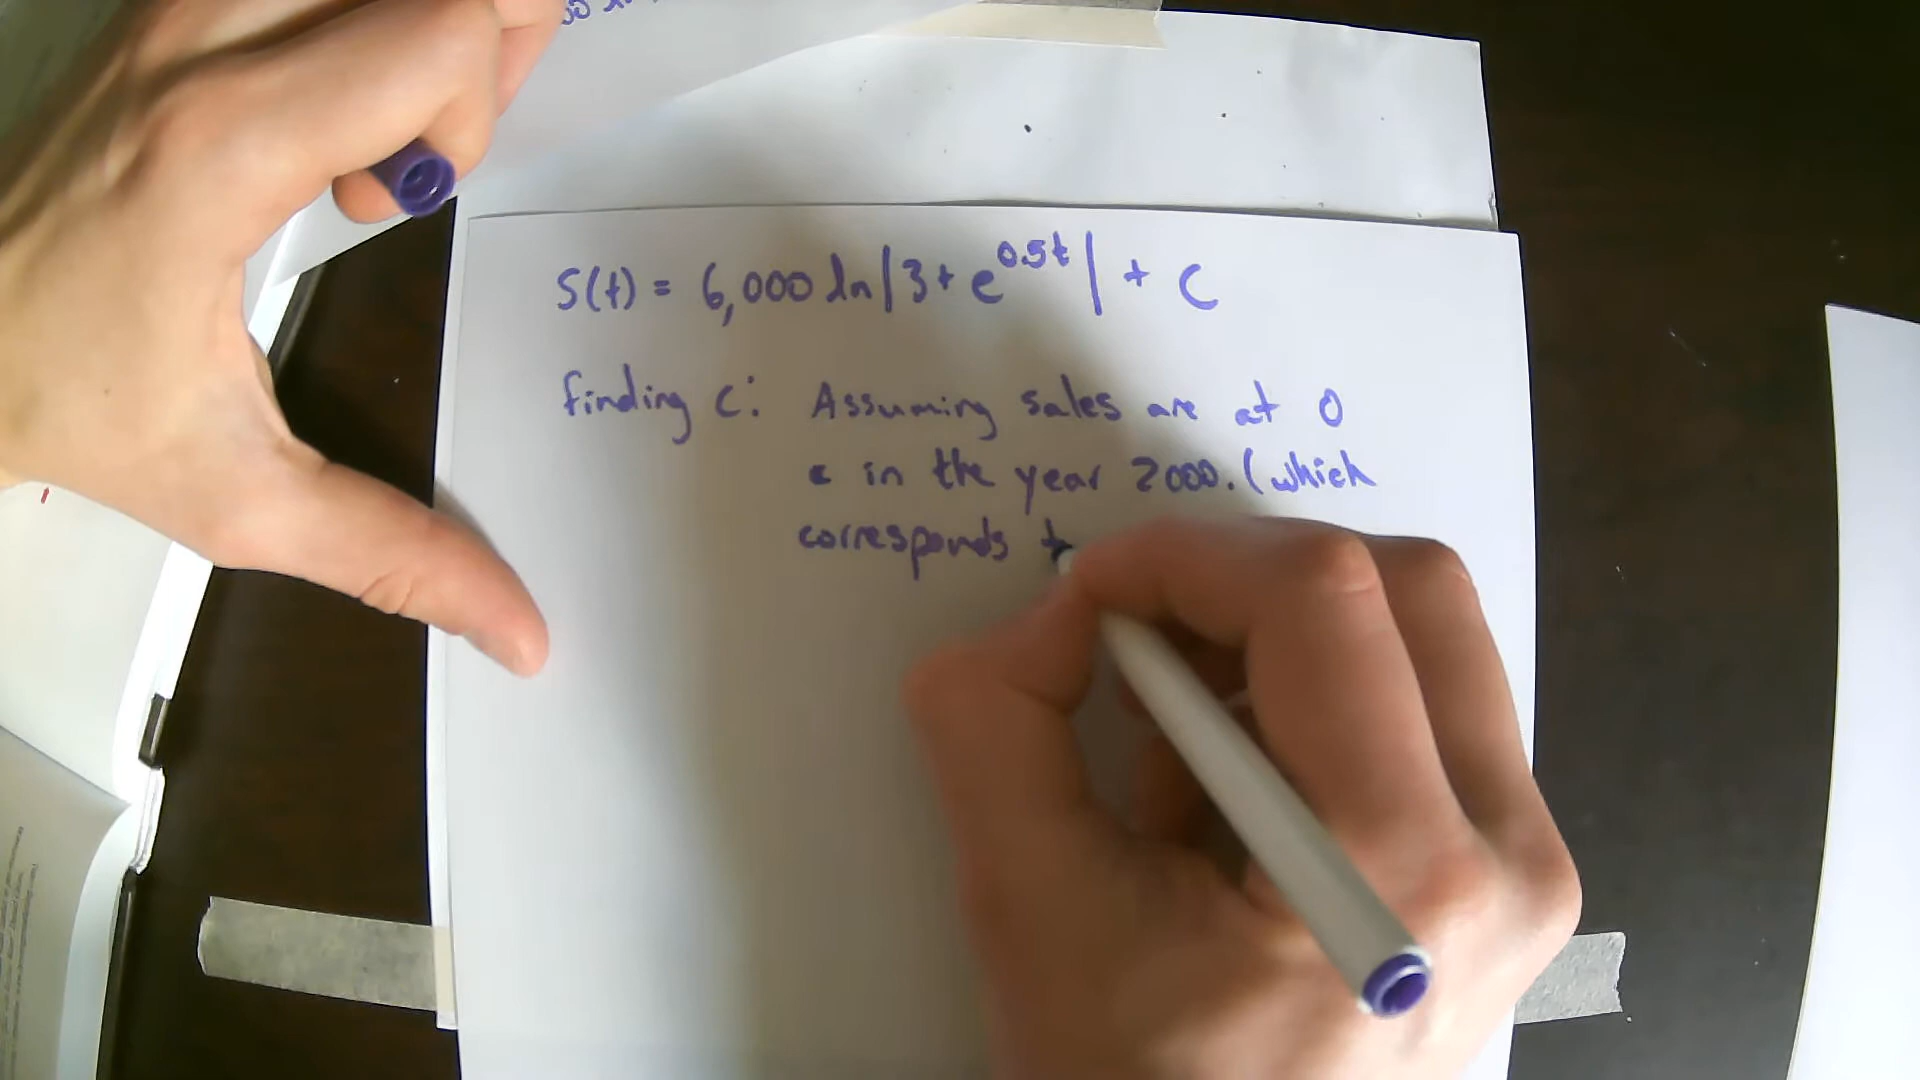 S(t) = 6,000 ln|3+ e^0.5t| + C
finding C: Assuming sales are at 0
in the year 2000. (which
corresponds